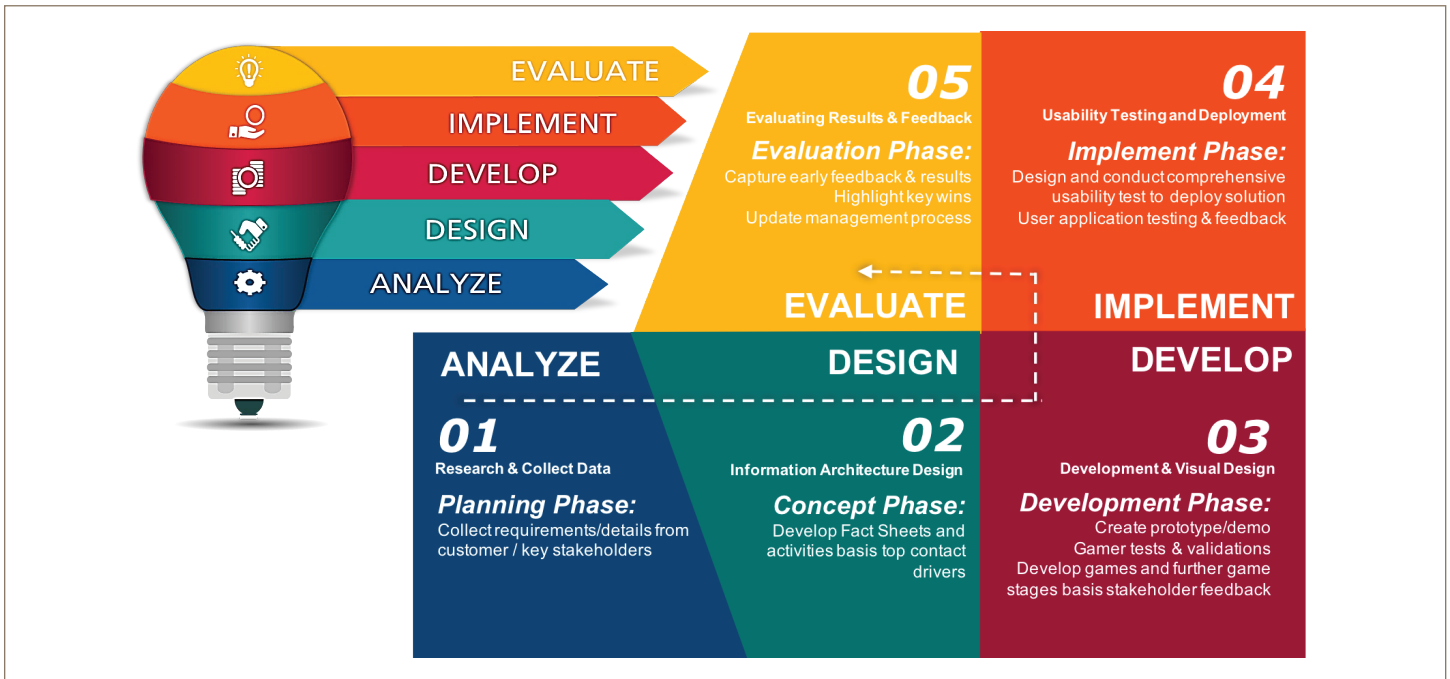 EVALUATE
IMPLEMENT
DEVELOP
DESIGN
ANALYZE
05
Evaluating Results & Feedback
Evaluation Phase:
Capture early feedback & results
Highlight key wins
Update management process
EVALUATE
04
Usability Testing and Deployment
Implement Phase:
Design and conduct comprehensive
usability test to deploy solution
User application testing & feedback
IMPLEMENT
ANALYZE
01
Research & Collect Data
Planning Phase:
Collect requirements/details from
customer / key stakeholders
DESIGN
02
Information Architecture Design
Concept Phase:
Develop Fact Sheets and
activities basis top contact
drivers
DEVELOP
03
Development & Visual Design
Development Phase:
Create prototype/demo
Gamer tests & validations
Develop games and further game
stages basis stakeholder feedback